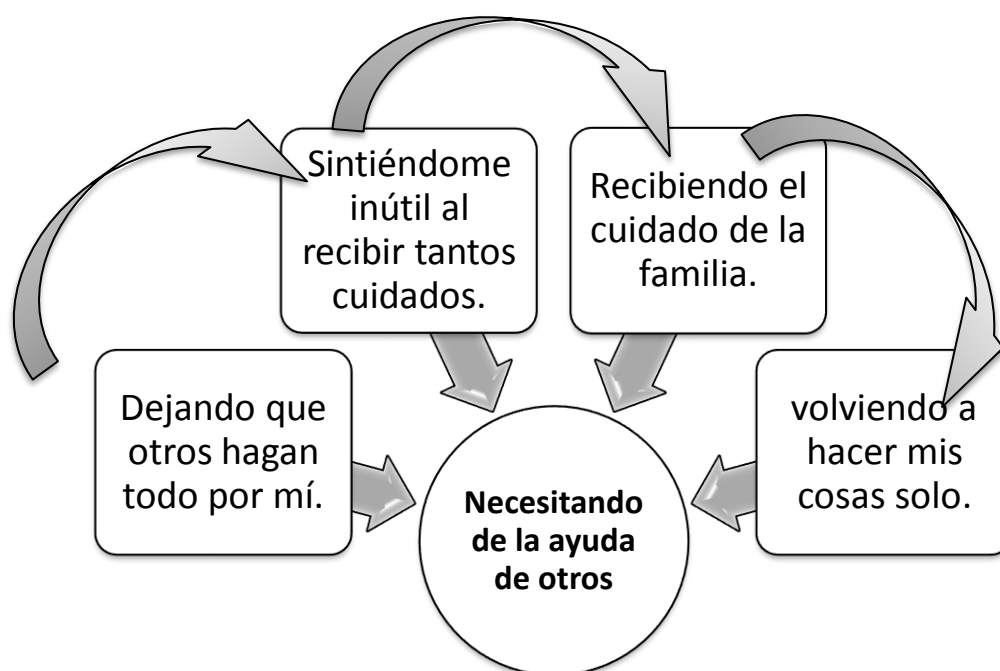 Sintiéndome
inútil al
recibir tantos
cuidados.
Recibiendo el
cuidado de la
familia.
Dejando que
otros hagan
todo por mí.
volviendo a
hacer mis
cosas solo.
Necesitando
de la ayuda
de otros